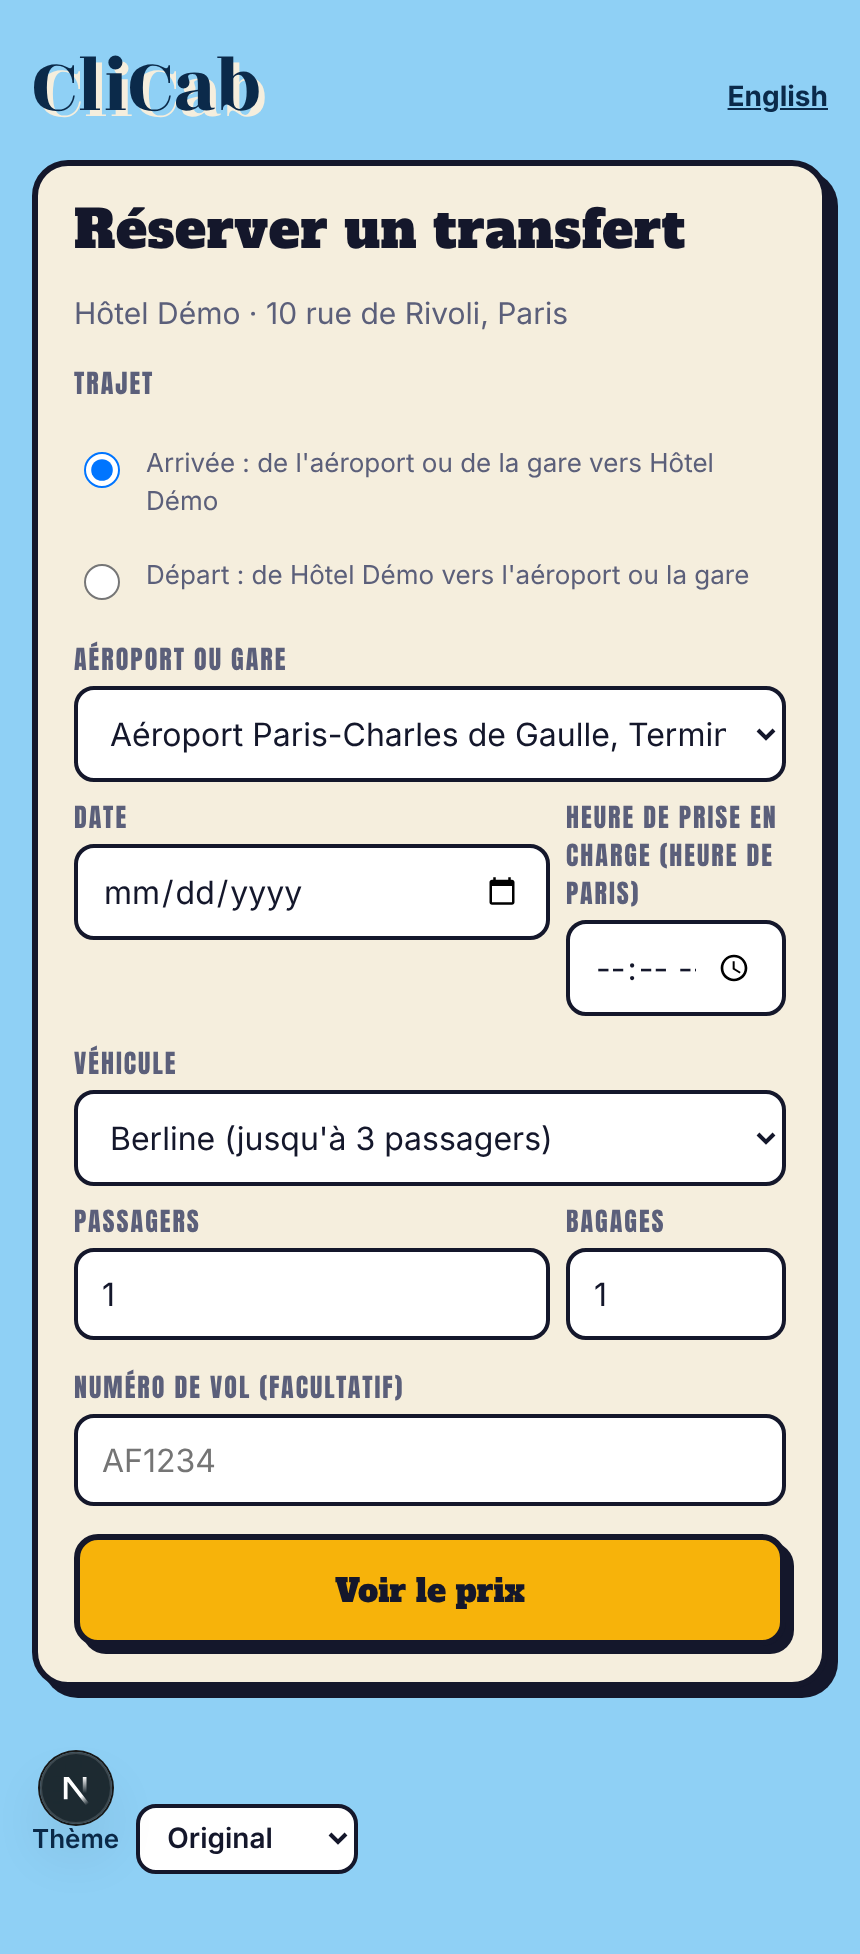 CliCab
English
Réserver un transfert
Hôtel Démo · 10 rue de Rivoli, Paris
TRAJET
Arrivée : de l'aéroport ou de la gare vers Hôtel
Démo
Départ : de Hôtel Démo vers l'aéroport ou la gare
AÉROPORT OU GARE
Aéroport Paris-Charles de Gaulle, Termin
DATE
HEURE DE PRISE EN
CHARGE (HEURE DE
PARIS)
mm/dd/yyyy
--:-- -
VÉHICULE
Berline (jusqu'à 3 passagers)
PASSAGERS
BAGAGES
1
1
NUMÉRO DE VOL (FACULTATIF)
AF1234
Voir le prix
N
Thème
Original